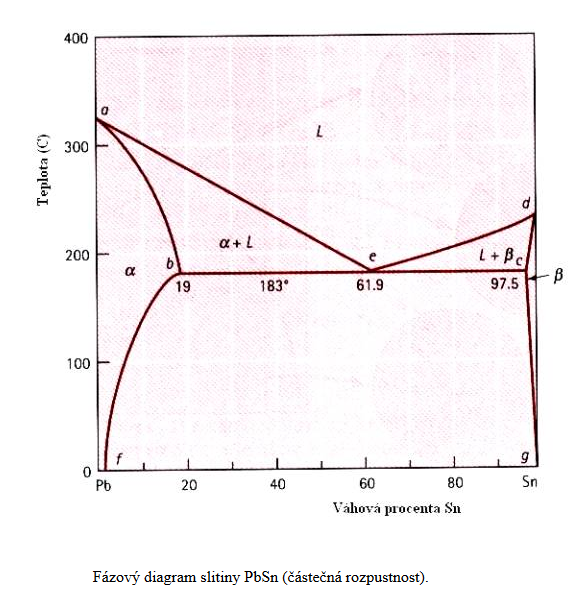 400
a
L
Teplota (C)
300
d
α + L
e
L + β
c
200
b
α
β
19
183°
61.9
97.5
100
f
g
0
Pb
20
40
60
80
Sn
Váhová procenta Sn
Fázový diagram slitiny PbSn (částečná rozpustnost).